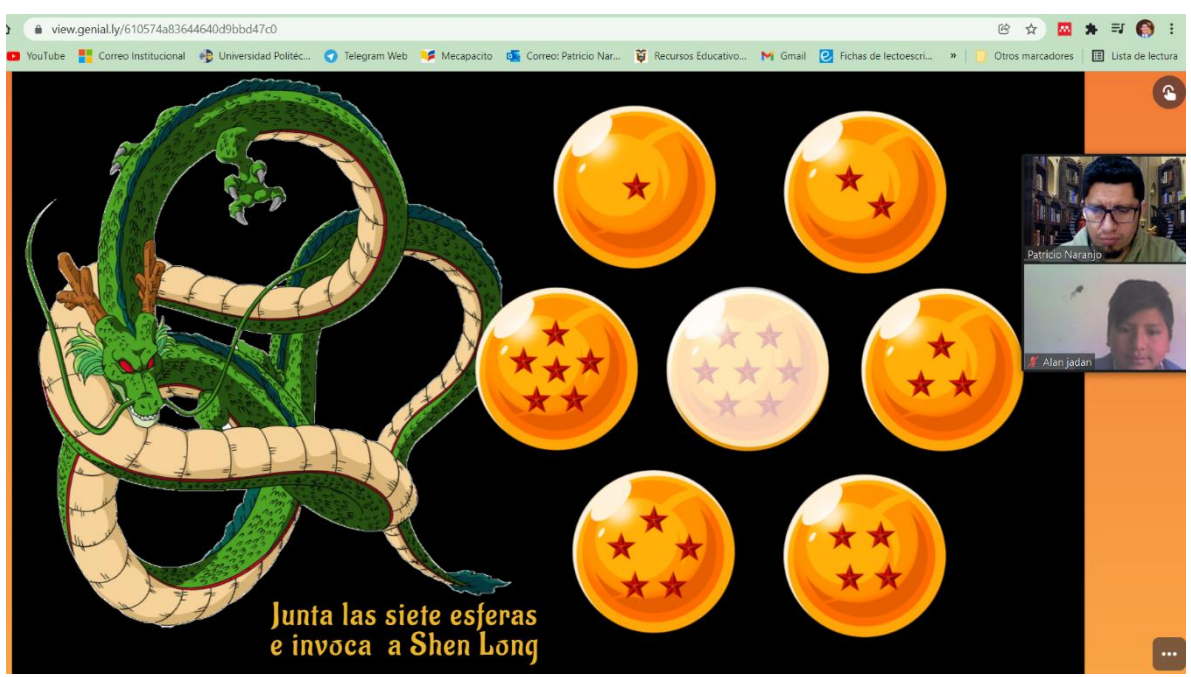 view.genial.ly/610574a83644640d9bbd47c0
YouTube
Correo Institucional
Universidad Politéc...
Telegram Web
Mecapacito
Correo: Patricio Nar...
Recursos Educativo...
Gmail
Fichas de lectoescri...
»
Otros marcadores
Lista de lectura
Patricio Naranjo
Alan jadan
Junta las siete esferas
e invoca a Shen Long